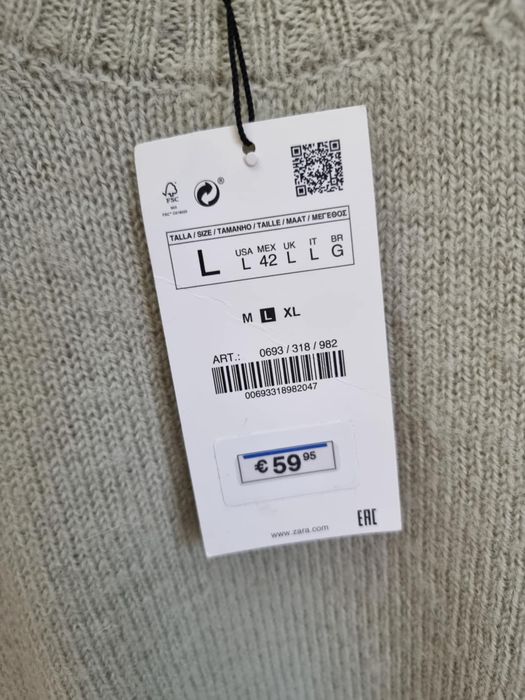 FSC
MIX
®
TALLA / SIZE / TAMANHO / TAILLE / MAAT / ΜΕΓΕΘΟΣ
L
USA MEX UK IT BR
L 42 L L G
M L XL
ART.: 0693 / 318 / 982
00693318982047
€ 59 95
www.zara.com
EAC